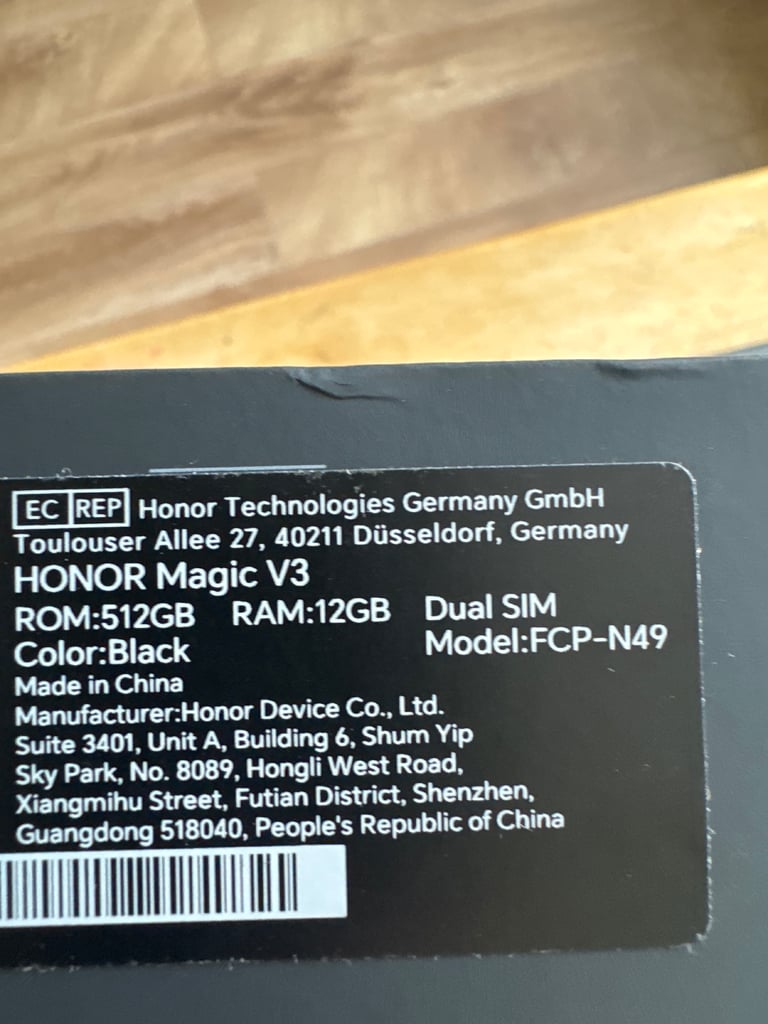 EC REP Honor Technologies Germany GmbH
Toulouser Allee 27, 40211 Düsseldorf, Germany
HONOR Magic V3
ROM:512GB RAM:12GB Dual SIM
Color:Black Model:FCP-N49
Made in China
Manufacturer:Honor Device Co., Ltd.
Suite 3401, Unit A, Building 6, Shum Yip
Sky Park, No. 8089, Hongli West Road,
Xiangmihu Street, Futian District, Shenzhen,
Guangdong 518040, People's Republic of China